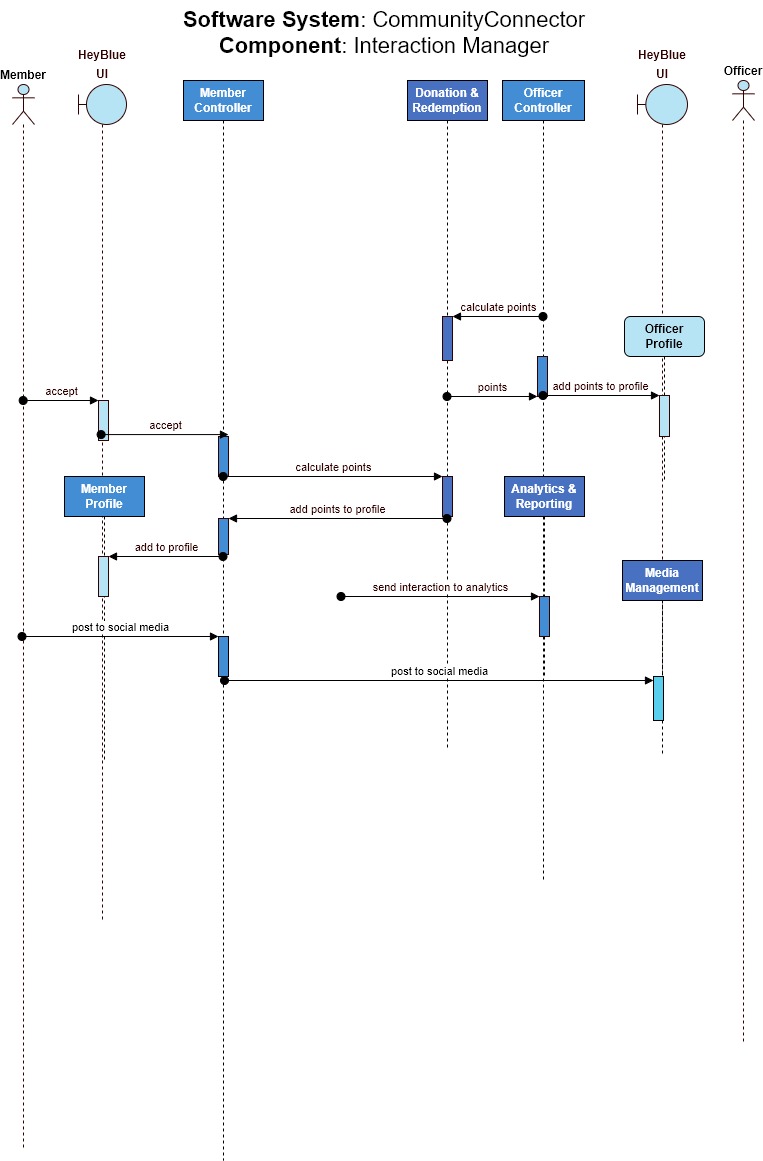 Software System: CommunityConnector
Component: Interaction Manager
Member
HeyBlue
UI
Member
Controller
Donation &
Redemption
Officer
Controller
HeyBlue
UI
Officer
calculate points
Officer
Profile
accept
points
add points to profile
accept
calculate points
Member
Profile
Analytics &
Reporting
add points to profile
add to profile
Media
Management
send interaction to analytics
post to social media
post to social media